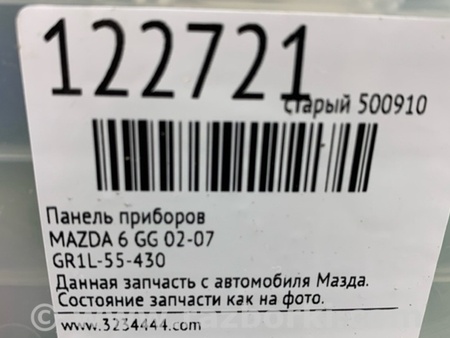 122721
старый 500910
Панель приборов
MAZDA 6 GG 02-07
GR1L-55-430
Данная запчасть с автомобиля Мазда.
Состояние запчасти как на фото.
www.3234444.com